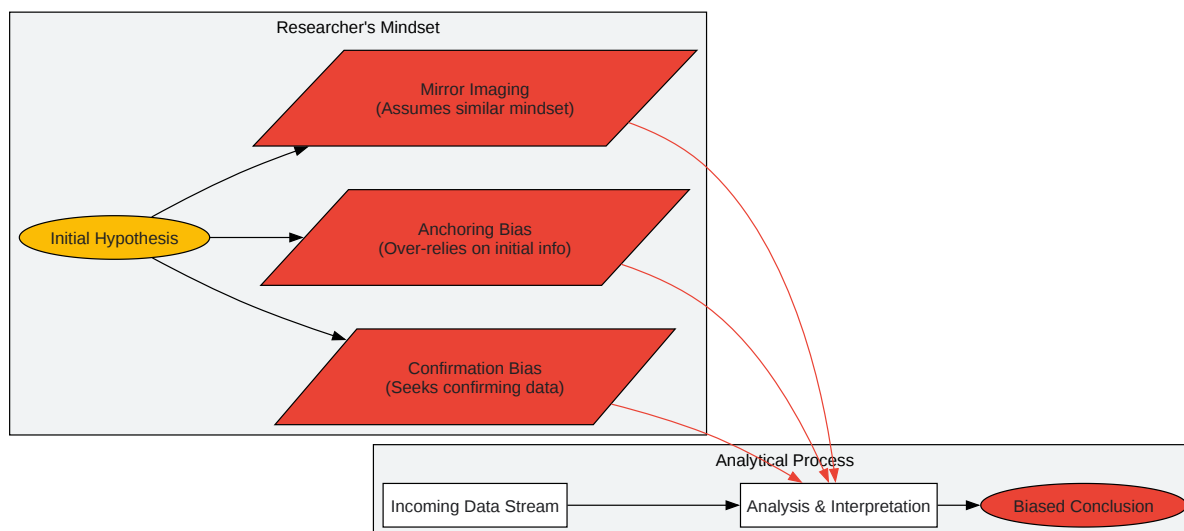 Researcher's Mindset
Mirror Imaging
(Assumes similar mindset)
Initial Hypothesis
Anchoring Bias
(Over-relies on initial info)
Confirmation Bias
(Seeks confirming data)
Analytical Process
Incoming Data Stream
Analysis & Interpretation
Biased Conclusion